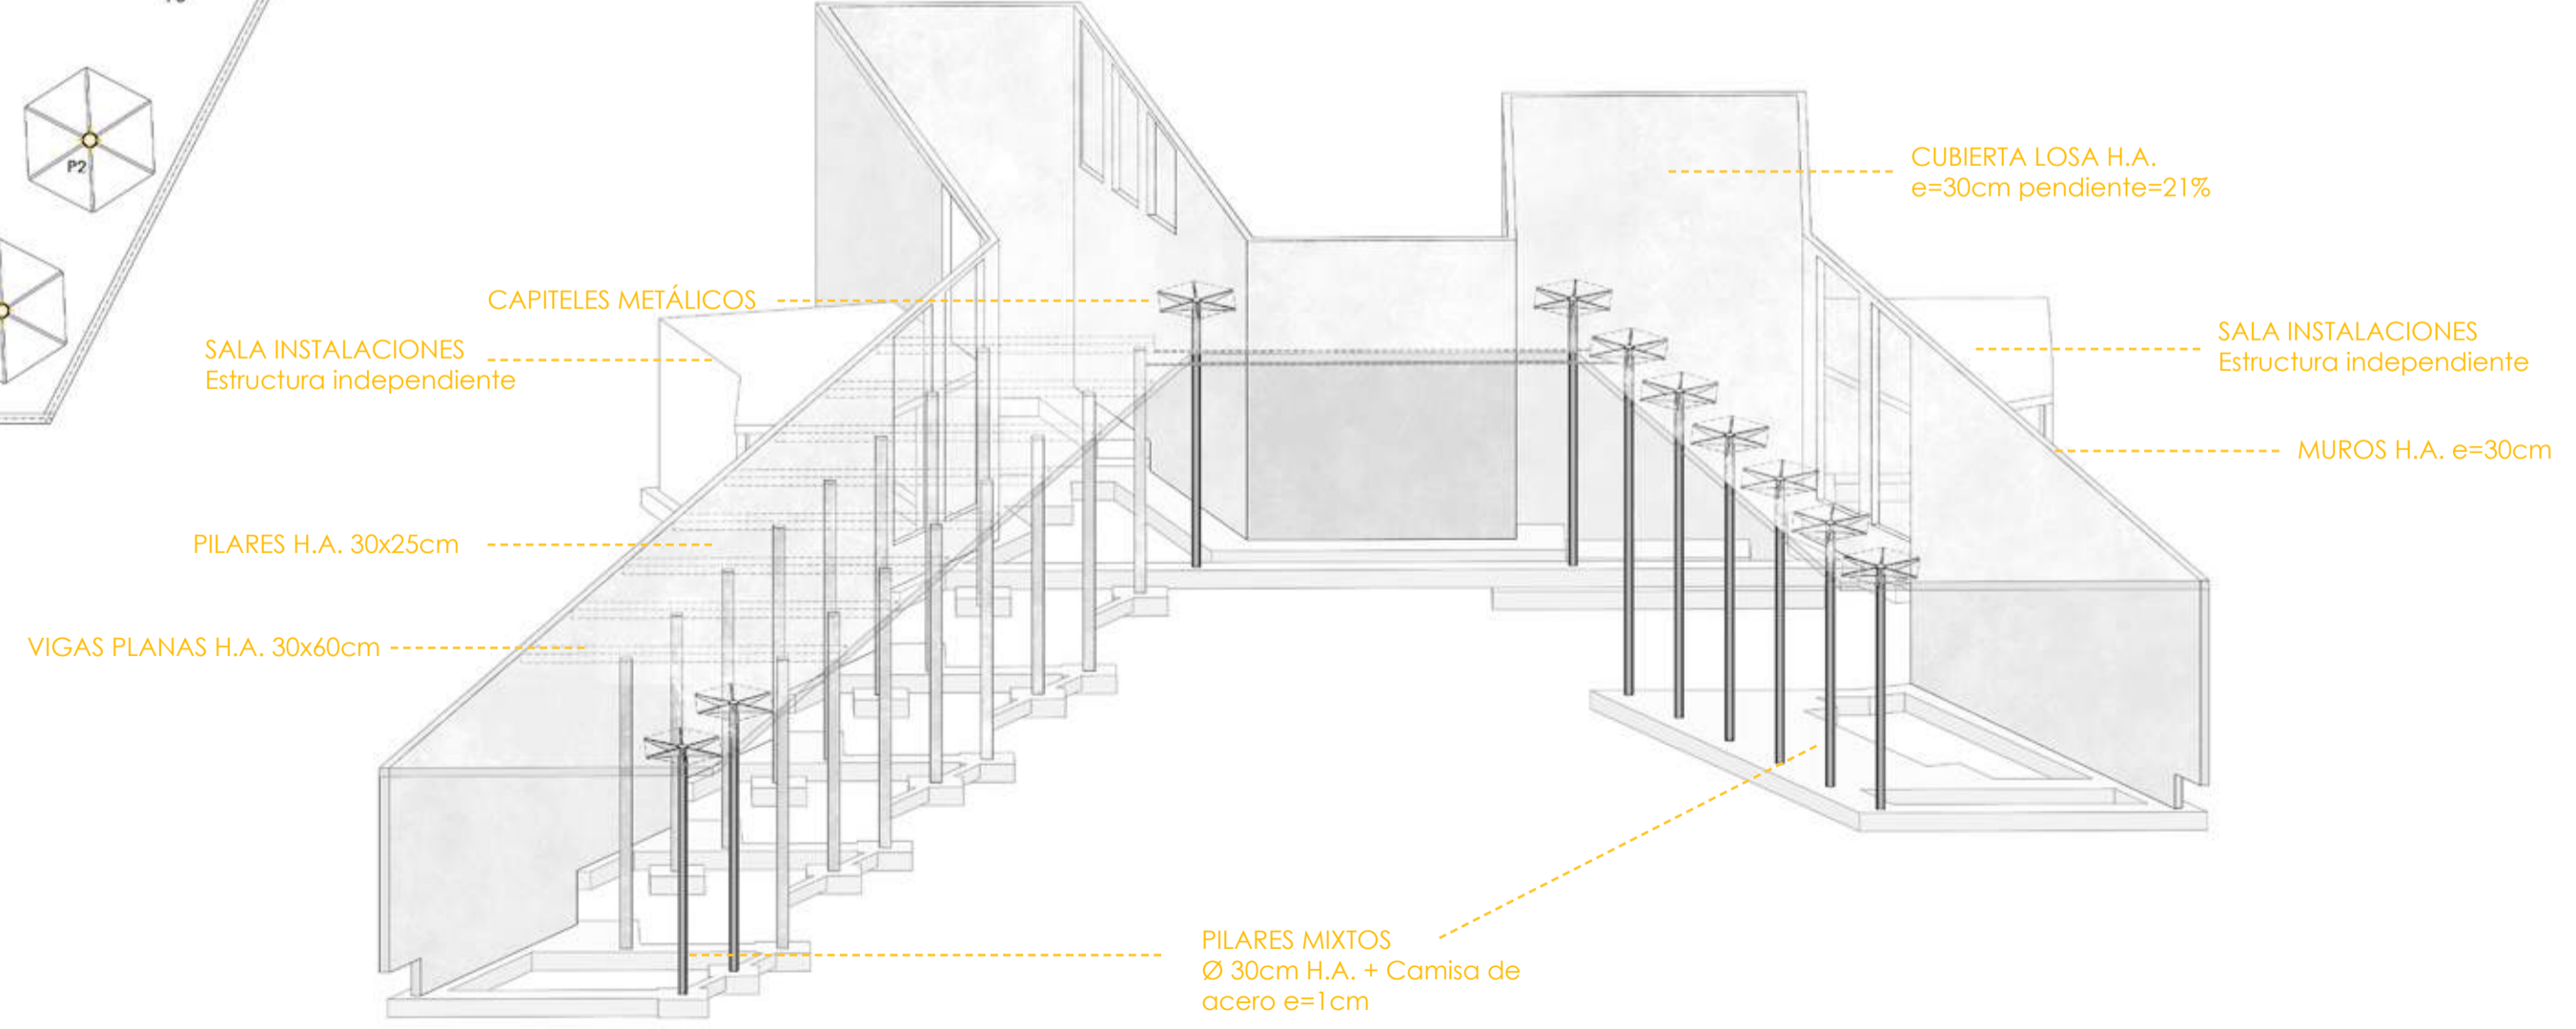 P2
CUBIERTA LOSA H.A.
e=30cm pendiente=21%
CAPITELES METÁLICOS
SALA INSTALACIONES
Estructura independiente
SALA INSTALACIONES
Estructura independiente
MUROS H.A. e=30cm
PILARES H.A. 30x25cm
VIGAS PLANAS H.A. 30x60cm
PILARES MIXTOS
Ø 30cm H.A. + Camisa de
acero e=1cm